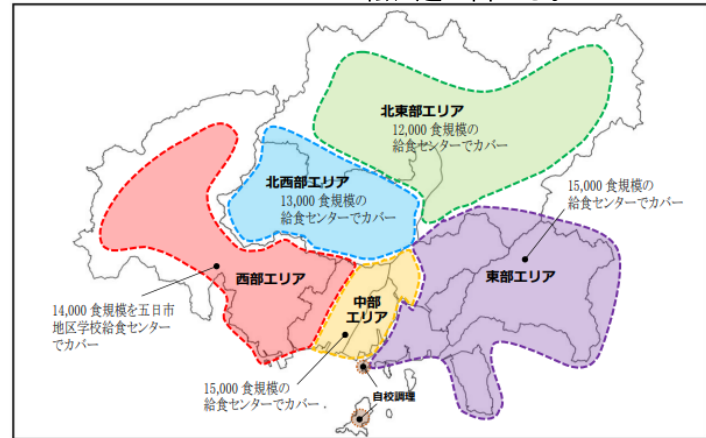 北東部エリア
12,000 食規模の
給食センターでカバー
北西部エリア
13,000 食規模の
給食センターでカバー
15,000 食規模の
給食センターでカバー
西部エリア
中部
エリア
東部エリア
14,000 食規模を五日市
地区学校給食センター
でカバー
15,000 食規模の
給食センターでカバー.
自校調理